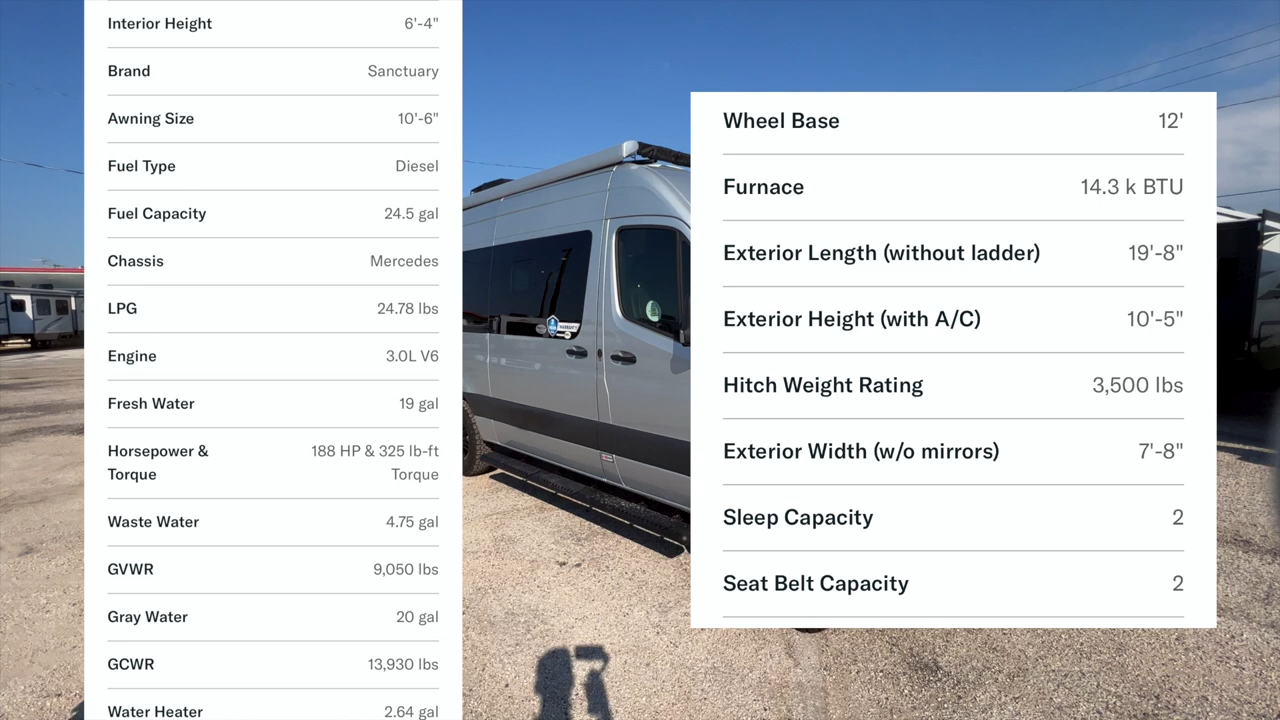 Interior Height 6'-4"
Brand Sanctuary
Awning Size 10'-6"
Fuel Type Diesel
Fuel Capacity 24.5 gal
Chassis Mercedes
LPG 24.78 lbs
Engine 3.0L V6
Fresh Water 19 gal
Horsepower & 188 HP & 325 lb-ft
Torque Torque
Waste Water 4.75 gal
GVWR 9,050 lbs
Gray Water 20 gal
GCWR 13,930 lbs
Water Heater 2.64 gal
Wheel Base 12'
Furnace 14.3 k BTU
Exterior Length (without ladder) 19'-8"
Exterior Height (with A/C) 10'-5"
Hitch Weight Rating 3,500 lbs
Exterior Width (w/o mirrors) 7'-8"
Sleep Capacity 2
Seat Belt Capacity 2